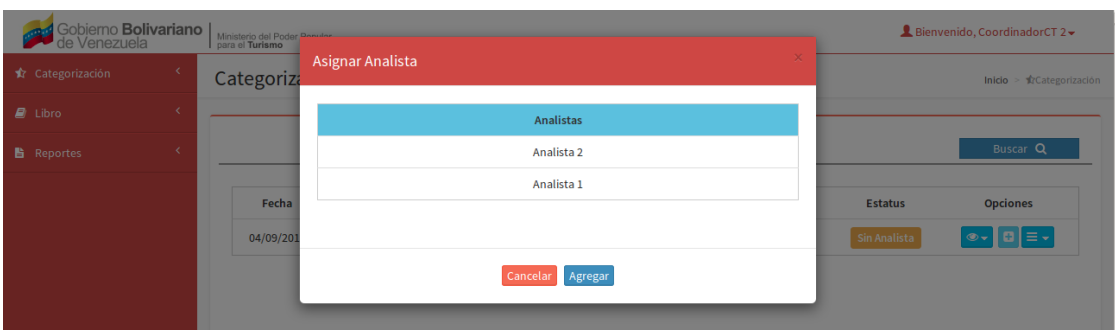 Gobierno Bolivariano
de Venezuela
Ministerio del Poder Popular
para el Turismo
Bienvenido, CoordinadorCT 2
Categorización
Libro
Reportes
Categoriza
Inicio > Categorización
Asignar Analista
×
Analistas
Analista 2
Analista 1
Cancelar Agregar
Buscar
Fecha Estatus Opciones
04/09/201 Sin Analista